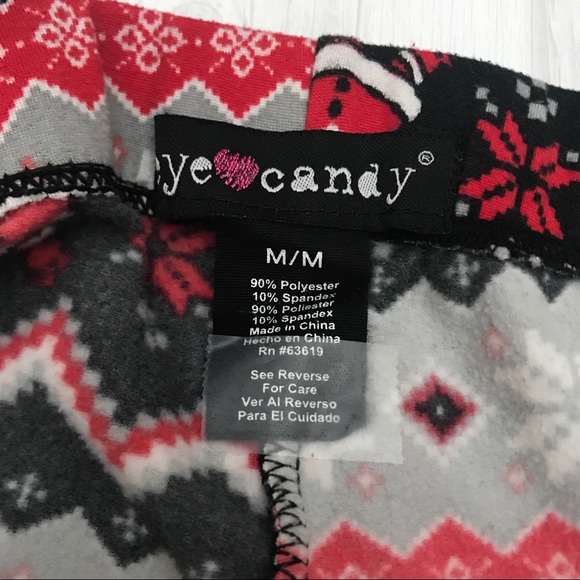 ye candy®
M/M
90% Polyester
10% Spandex
90% Poliester
10% Spandex
Made in China
Hecho en China
Rn #63619
See Reverse
For Care
Ver Al Reverso
Para El Cuidado